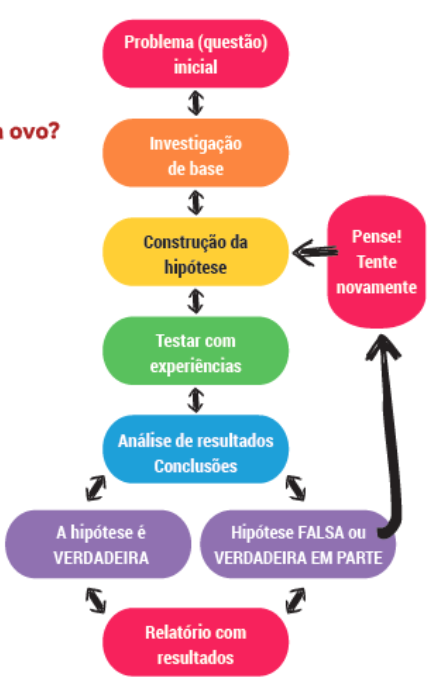 Problema (questão)
inicial
ovo?
Investigação
de base
Construção da
hipótese
Pense!
Tente
novamente
Testar com
experiências
Análise de resultados
Conclusões
A hipótese é
VERDADEIRA
Hipótese FALSA ou
VERDADEIRA EM PARTE
Relatório com
resultados